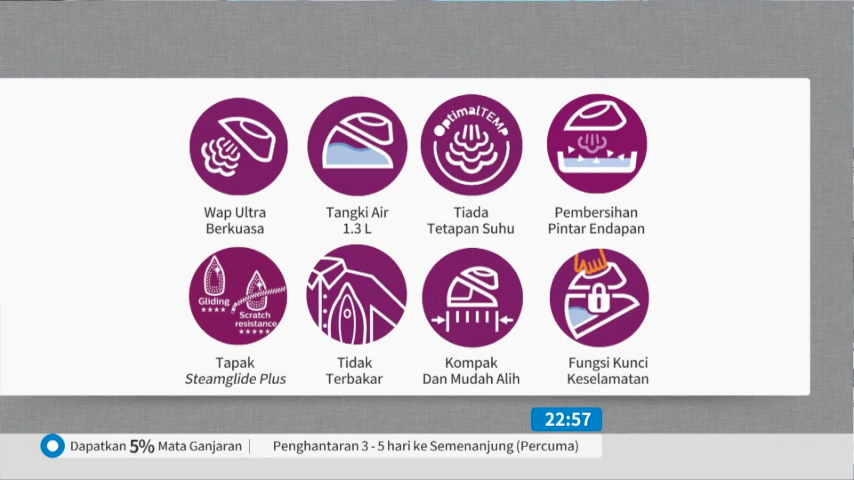 OptimalTEMP
Wap Ultra
Berkuasa
Tangki Air
1.3 L
Tiada
Tetapan Suhu
Pembersihan
Pintar Endapan
Gliding
★★★★
Scratch
resistance
★★★★★
Tapak
Steamglide Plus
Tidak
Terbakar
Kompak
Dan Mudah Alih
Fungsi Kunci
Keselamatan
22:57
Dapatkan 5% Mata Ganjaran | Penghantaran 3 - 5 hari ke Semenanjung (Percuma)